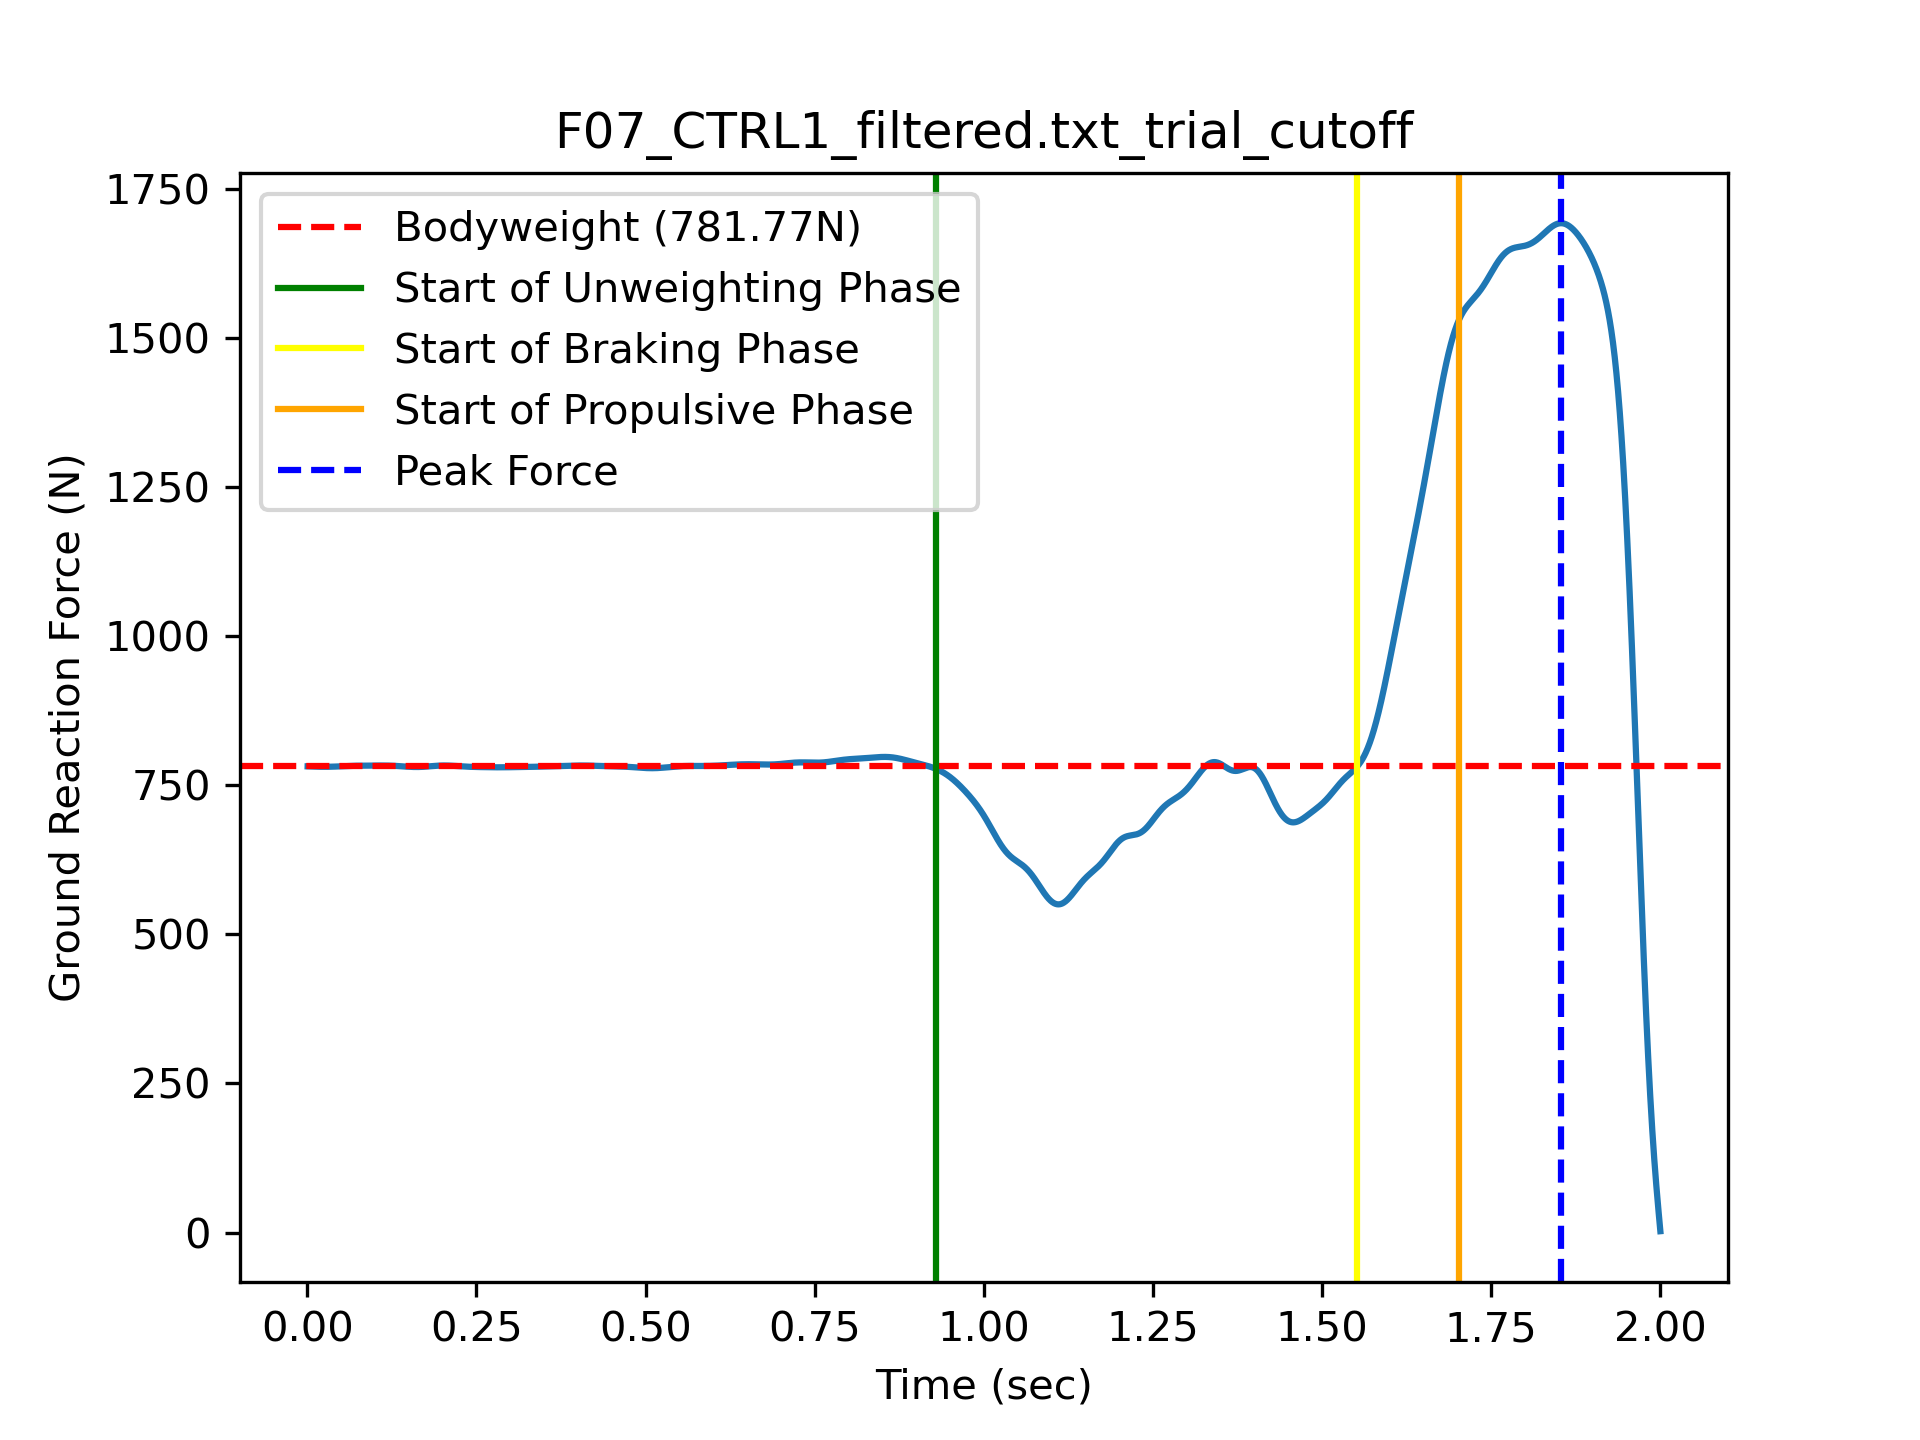 F07_CTRL1_filtered.txt_trial_cutoff
Bodyweight (781.77N)
Start of Unweighting Phase
Start of Braking Phase
Start of Propulsive Phase
Peak Force
Ground Reaction Force (N)
1750
1500
1250
1000
750
500
250
0
0.00 0.25 0.50 0.75 1.00 1.25 1.50 1.75 2.00
Time (sec)